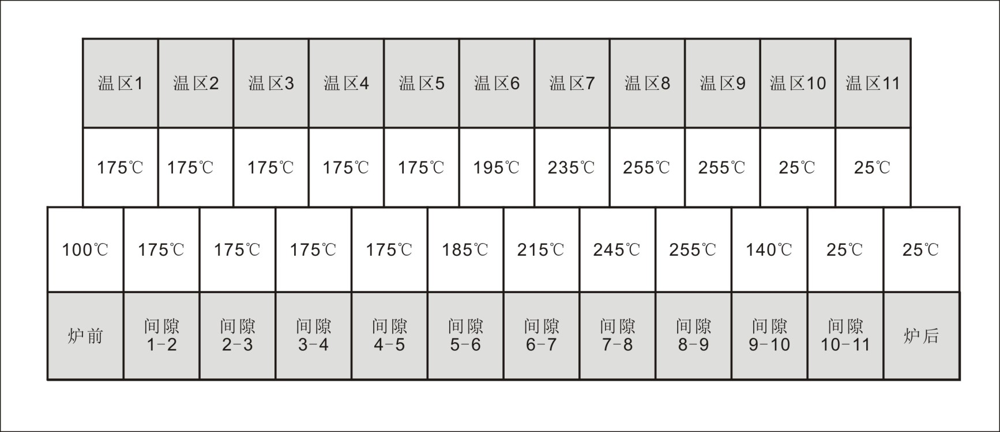 温区1 温区2 温区3 温区4 温区5 温区6 温区7 温区8 温区9 温区10 温区11
175℃ 175℃ 175℃ 175℃ 175℃ 195℃ 235℃ 255℃ 255℃ 25℃ 25℃
100℃ 175℃ 175℃ 175℃ 175℃ 185℃ 215℃ 245℃ 255℃ 140℃ 25℃ 25℃
炉前 间隙 间隙 间隙 间隙 间隙 间隙 间隙 间隙 间隙 间隙 炉后
1-2 2-3 3-4 4-5 5-6 6-7 7-8 8-9 9-10 10-11